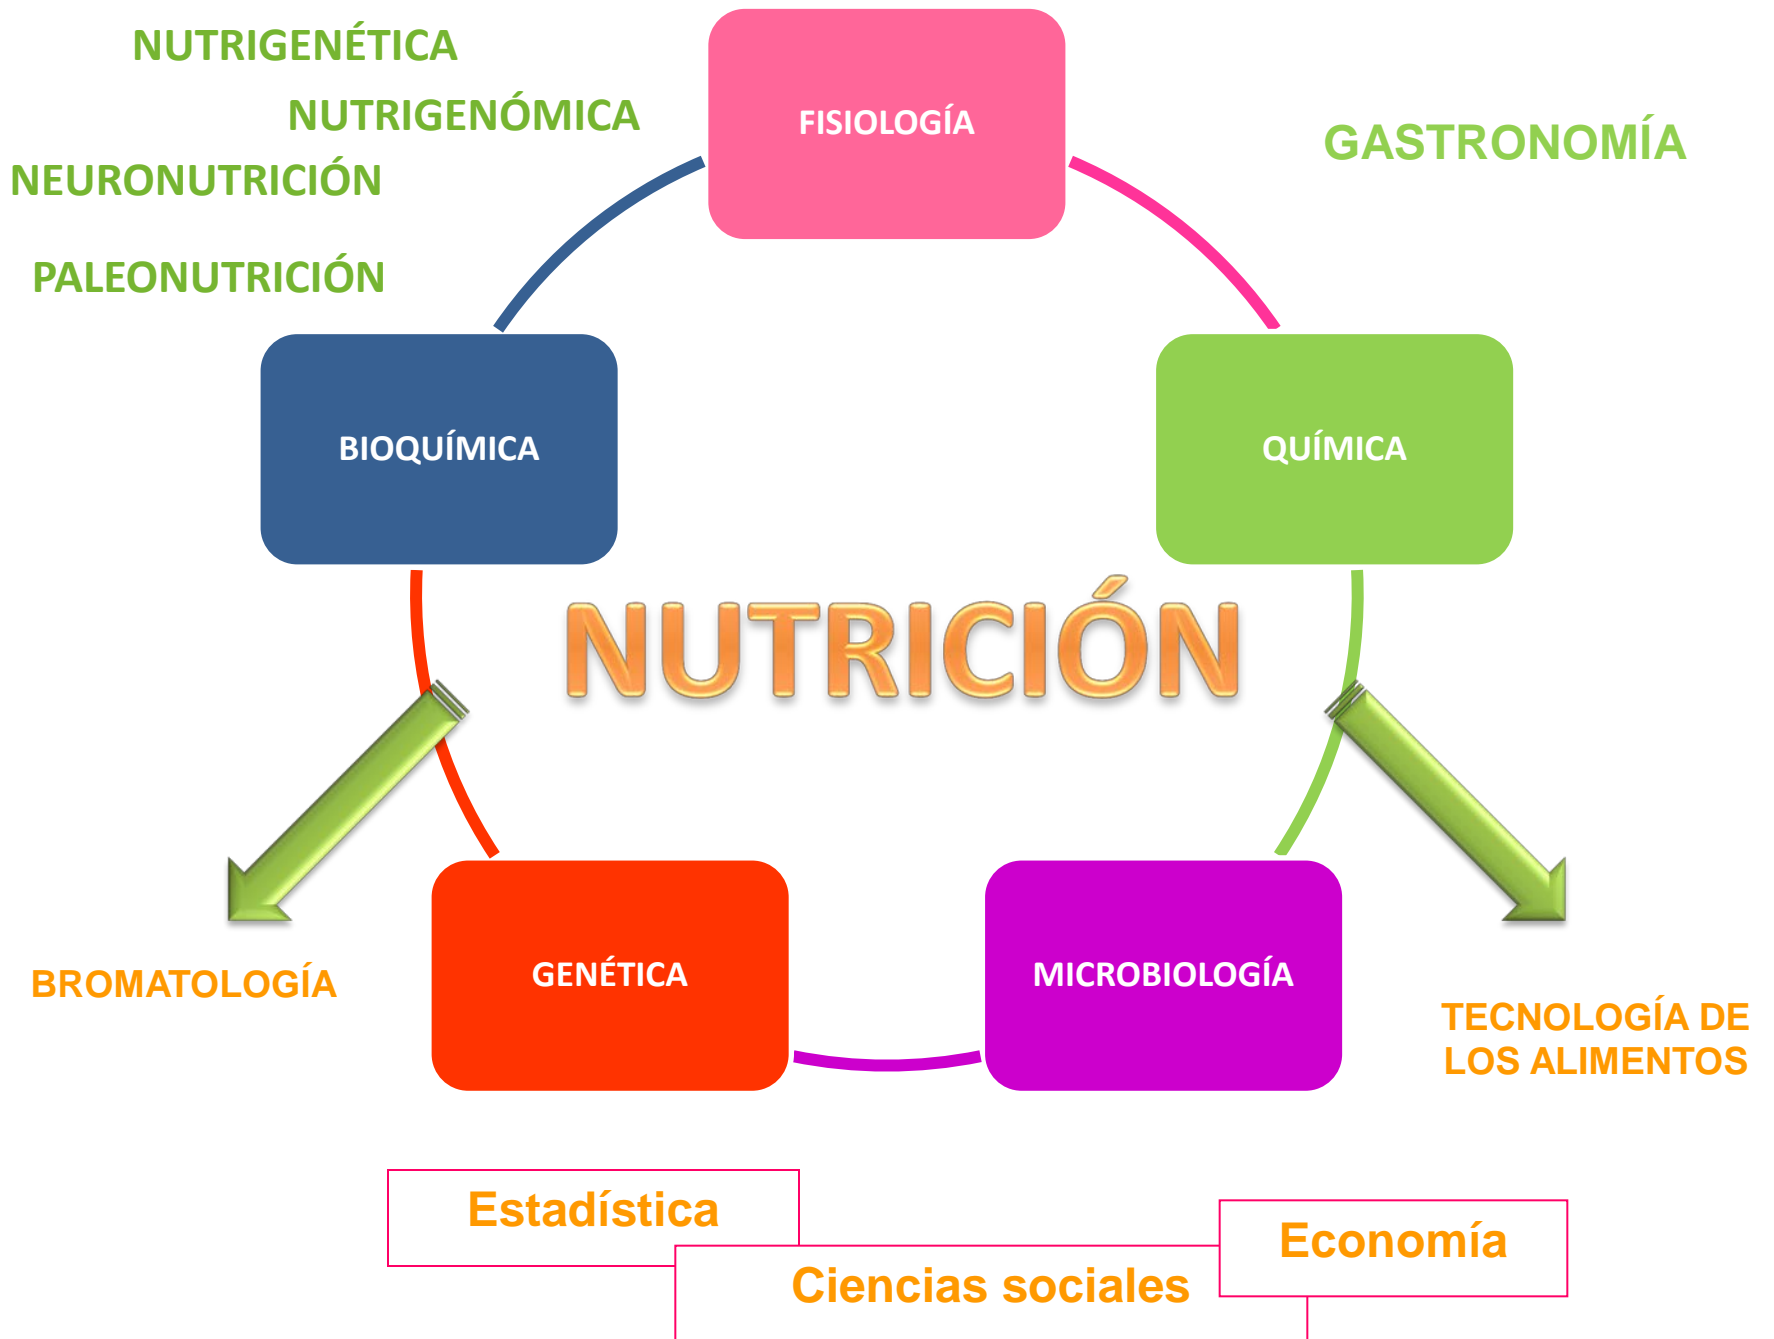 NUTRIGENÉTICA
NUTRIGENÓMICA
NEURONUTRICIÓN
PALEONUTRICIÓN
FISIOLOGÍA
GASTRONOMÍA
BIOQUÍMICA
QUÍMICA
NUTRICIÓN
GENÉTICA
MICROBIOLOGÍA
BROMATOLOGÍA
TECNOLOGÍA DE
LOS ALIMENTOS
Estadística
Economía
Ciencias sociales